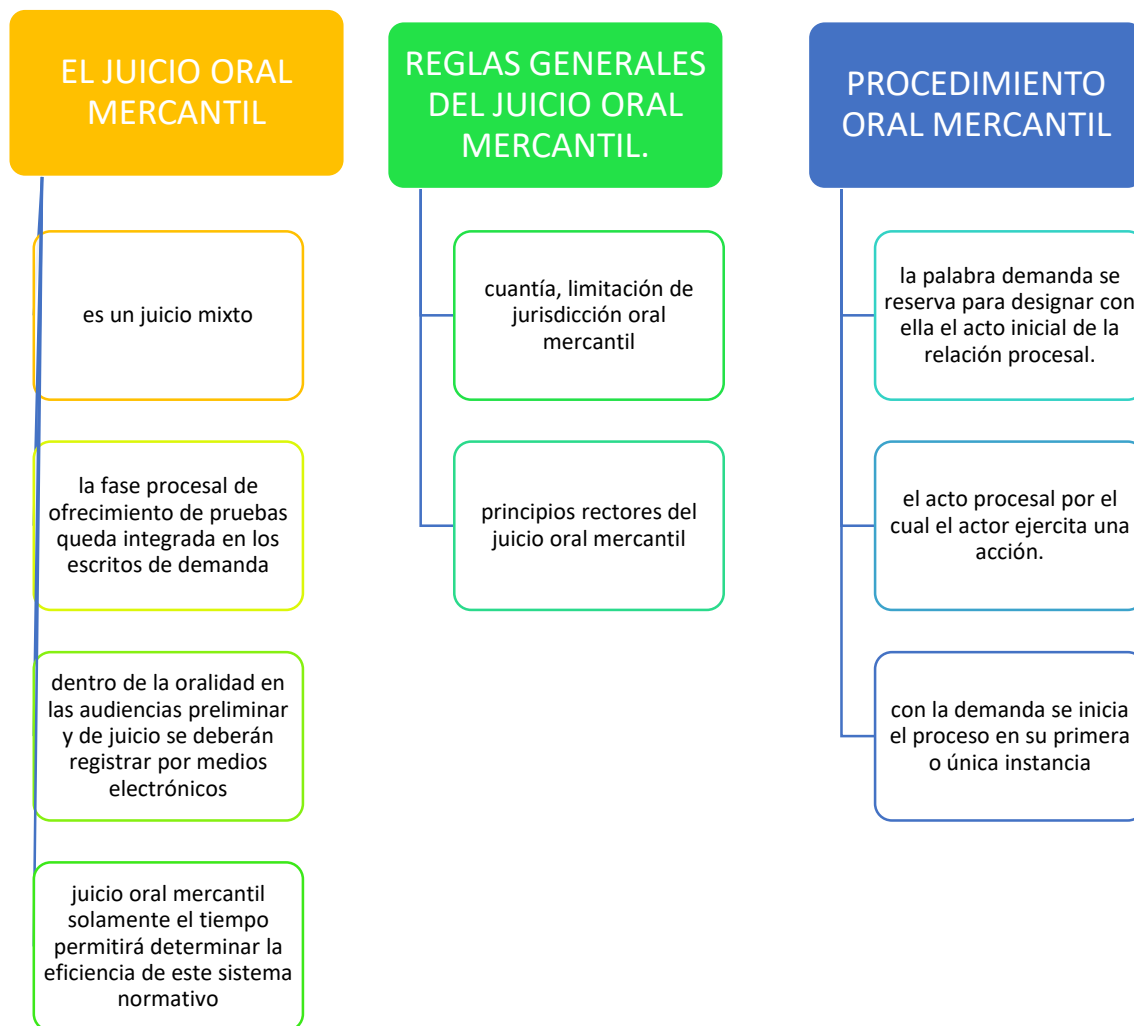 EL JUICIO ORAL
MERCANTIL
es un juicio mixto
la fase procesal de
ofrecimiento de pruebas
queda integrada en los
escritos de demanda
dentro de la oralidad en
las audiencias preliminar
y de juicio se deberán
registrar por medios
electrónicos
juicio oral mercantil
solamente el tiempo
permitirá determinar la
eficiencia de este sistema
normativo
REGLAS GENERALES
DEL JUICIO ORAL
MERCANTIL.
cuantía, limitación de
jurisdicción oral
mercantil
principios rectores del
juicio oral mercantil
PROCEDIMIENTO
ORAL MERCANTIL
la palabra demanda se
reserva para designar con
ella el acto inicial de la
relación procesal.
el acto procesal por el
cual el actor ejercita una
acción.
con la demanda se inicia
el proceso en su primera
o única instancia